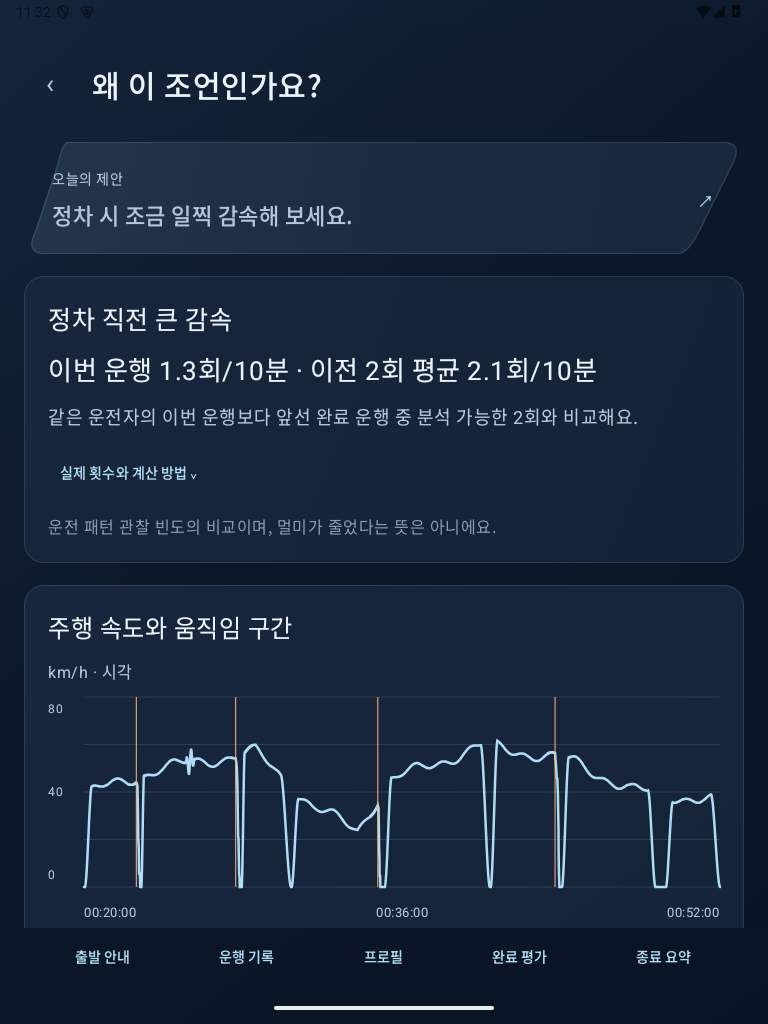 11:32
왜 이 조언인가요?
오늘의 제안
정차 시 조금 일찍 감속해 보세요.
정차 직전 큰 감속
이번 운행 1.3회/10분 · 이전 2회 평균 2.1회/10분
같은 운전자의 이번 운행보다 앞선 완료 운행 중 분석 가능한 2회와 비교해요.
실제 횟수와 계산 방법
운전 패턴 관찰 빈도의 비교이며, 멀미가 줄었다는 뜻은 아니에요.
주행 속도와 움직임 구간
km/h · 시각
80
40
0
00:20:00 00:36:00 00:52:00
출발 안내 운행 기록 프로필 완료 평가 종료 요약